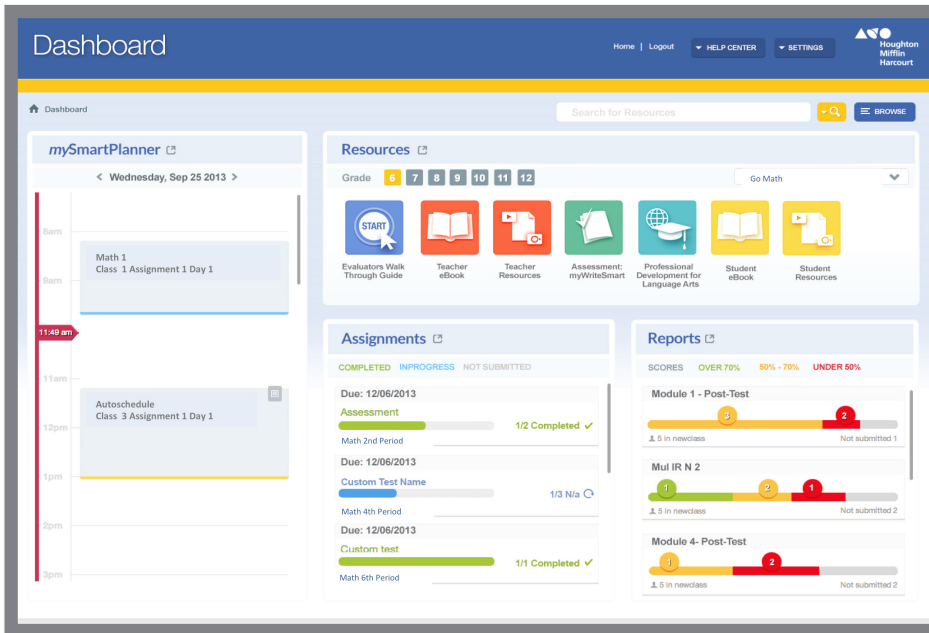 Dashboard
Home | Logout
HELP CENTER
SETTINGS
Houghton
Mifflin
Harcourt
Dashboard
Search for Resources
BROWSE
mySmartPlanner
< Wednesday, Sep 25 2013 >
8am
Math 1
Class 1 Assignment 1 Day 1
9am
11:49 am
11am
Autoschedule
Class 3 Assignment 1 Day 1
12pm
1pm
2pm
3pm
Resources
Grade 6 7 8 9 10 11 12
Go Math
START
Evaluators Walk
Through Guide
Teacher
eBook
Teacher
Resources
Assessment:
myWriteSmart
Professional
Development for
Language Arts
Student
eBook
Student
Resources
Assignments
COMPLETED INPROGRESS NOT SUBMITTED
Due: 12/06/2013
Assessment
1/2 Completed ✓
Math 2nd Period
Due: 12/06/2013
Custom Test Name
1/3 N/a
Math 4th Period
Due: 12/06/2013
Custom test
1/1 Completed ✓
Math 6th Period
Reports
SCORES OVER 70% 50% - 70% UNDER 50%
Module 1 - Post-Test
3 2
5 in newclass Not submitted 1
Mul IR N 2
1 2 1
5 in newclass Not submitted 2
Module 4- Post-Test
1 2
5 in newclass Not submitted 2